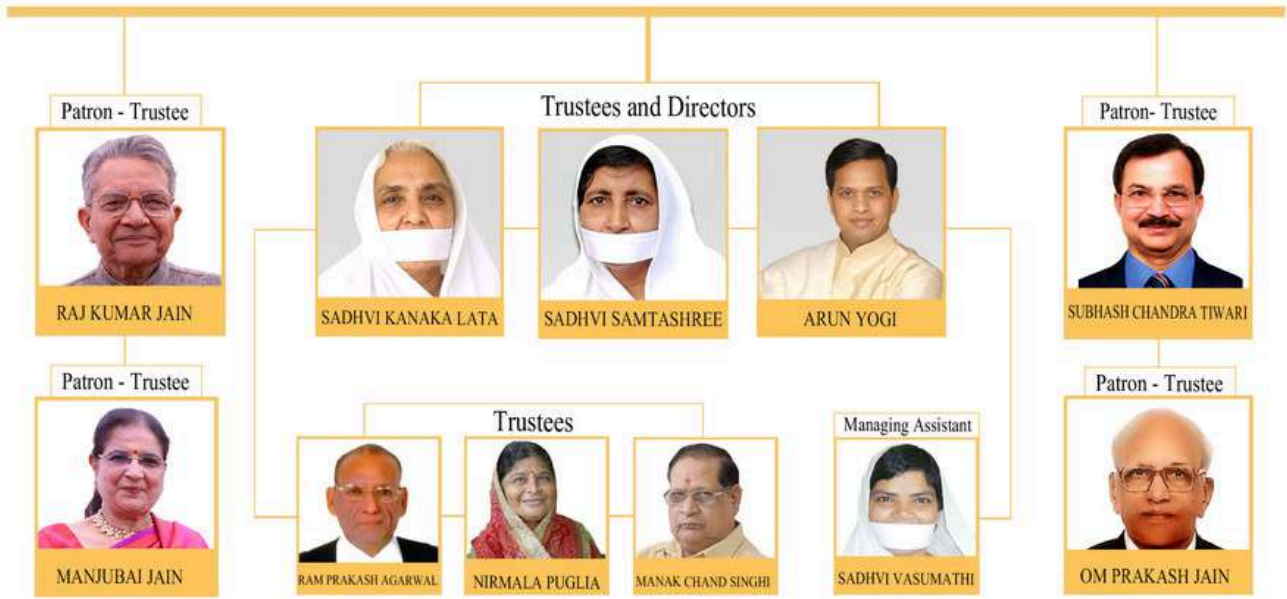 Patron - Trustee
Trustees and Directors
Patron- Trustee
RAJ KUMAR JAIN
SADHVI KANAKA LATA
SADHVI SAMTASHREE
ARUN YOGI
SUBHASH CHANDRA TIWARI
Patron - Trustee
Trustees
Managing Assistant
Patron - Trustee
MANJUBAI JAIN
RAM PRAKASH AGARWAL
NIRMALA PUGLIA
MANAK CHAND SINGHI
SADHVI VASUMATHI
OM PRAKASH JAIN